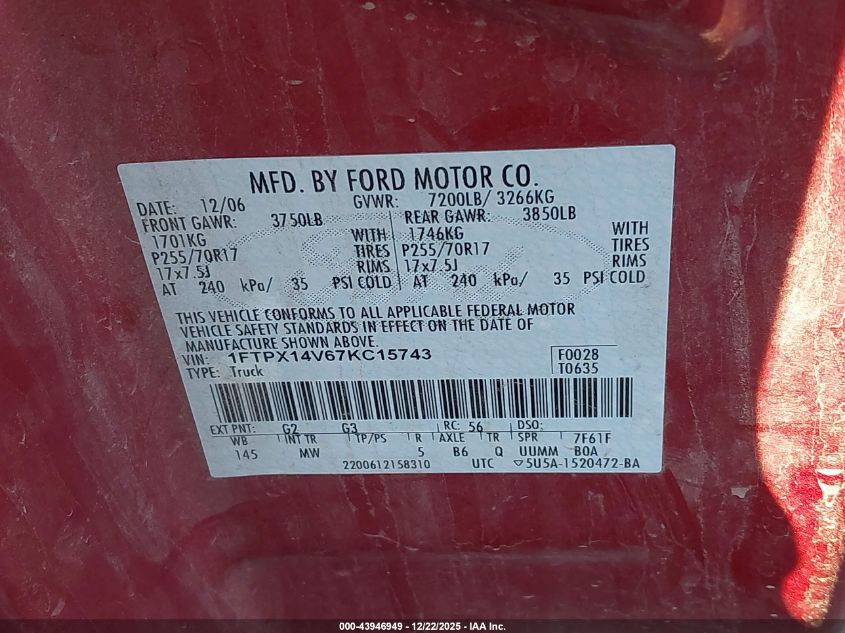 MFD. BY FORD MOTOR CO.
DATE: 12/06 GVWR: 7200LB/ 3266KG
FRONT GAWR: 3750LB REAR GAWR: 3850LB
1701KG WITH 1746KG WITH
P255/70R17 TIRES P255/70R17 TIRES
17x7.5J RIMS 17x7.5J RIMS
AT 240 kPa/ 35 PSI COLD AT 240 kPa/ 35 PSI COLD
THIS VEHICLE CONFORMS TO ALL APPLICABLE FEDERAL MOTOR
VEHICLE SAFETY STANDARDS IN EFFECT ON THE DATE OF
MANUFACTURE SHOWN ABOVE.
VIN: 1FTPX14V67KC15743 F0028
TYPE: Truck T0635
EXT PNT: G2 G3 RC: 56 DSO:
WB INT TR TP/PS R AXLE TR SPR 7F61F
145 MW 5 B6 Q UUMM BOA
2200612158310 UTC ▽5U5A-1520472-BA
000-43946949 - 12/22/2025 - IAA Inc.